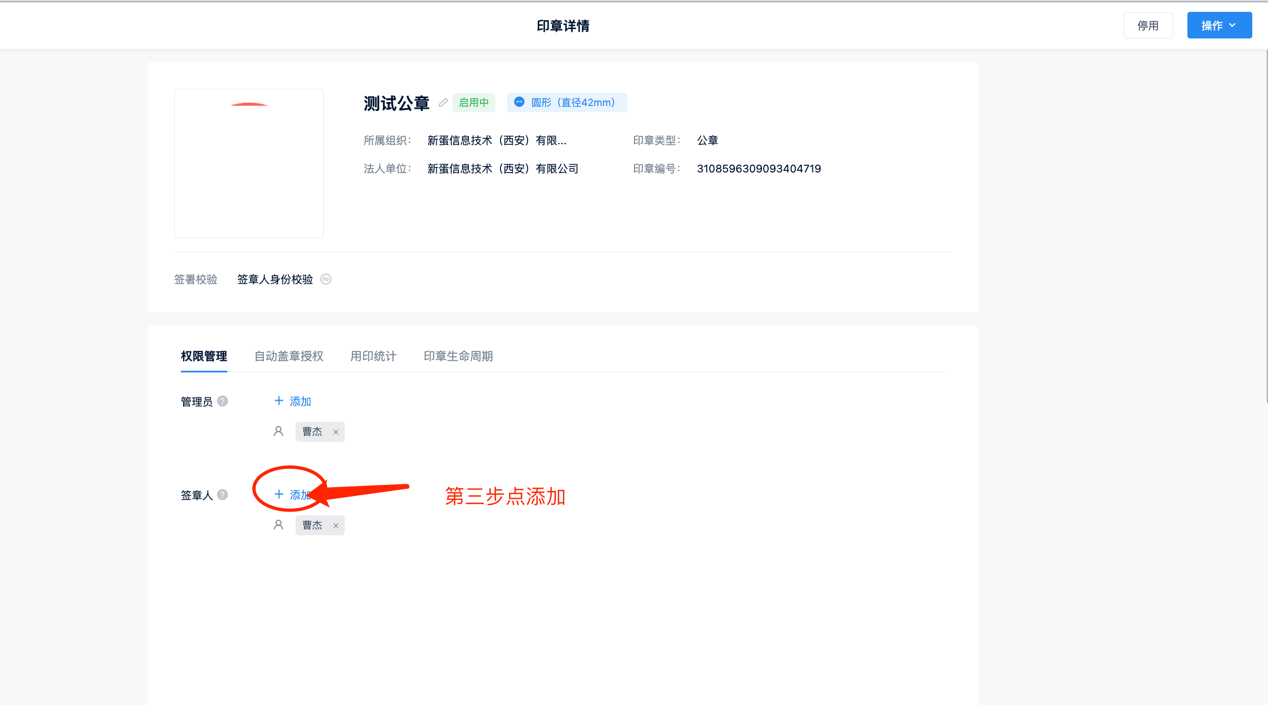 印章详情
停用
操作
测试公章 启用中 圆形（直径42mm）
所属组织： 新蛋信息技术（西安）有限... 印章类型： 公章
法人单位： 新蛋信息技术（西安）有限公司 印章编号： 3108596309093404719
签署校验 签章人身份校验
权限管理 自动盖章授权 用印统计 印章生命周期
管理员 ? + 添加
曹杰 ×
签章人 ? + 添加 第三步点添加
曹杰 ×